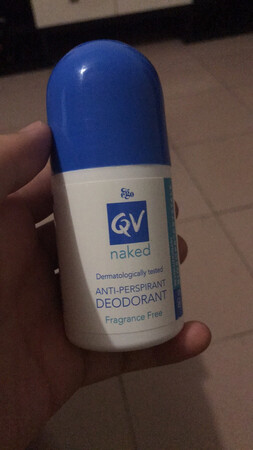 Ego
QV
naked
Dermatologically tested
ANTI-PERSPIRANT
DEODORANT
Fragrance Free